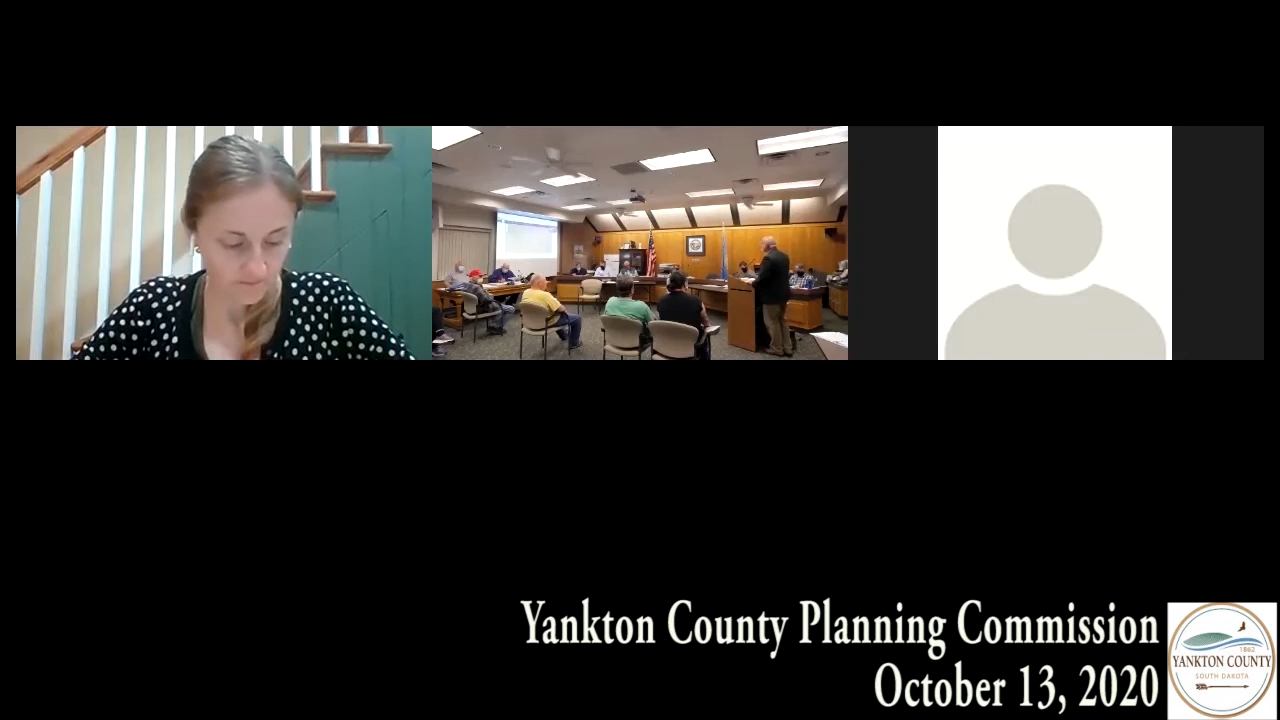 Yankton County Planning Commission
October 13, 2020
1862
YANKTON COUNTY
SOUTH DAKOTA